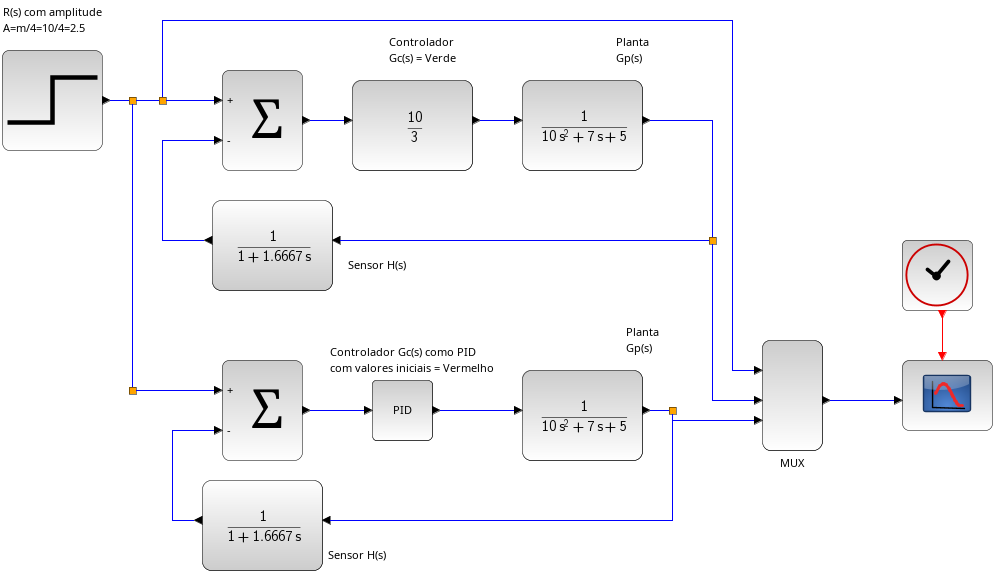 R(s) com amplitude
A=m/4=10/4=2.5
Controlador
Gc(s) = Verde
Planta
Gp(s)
+
-
Σ
10
3
1
10 s² + 7 s + 5
1
1 + 1.6667 s
Sensor H(s)
Planta
Gp(s)
Controlador Gc(s) como PID
com valores iniciais = Vermelho
+
-
Σ
PID
1
10 s² + 7 s + 5
MUX
1
1 + 1.6667 s
Sensor H(s)